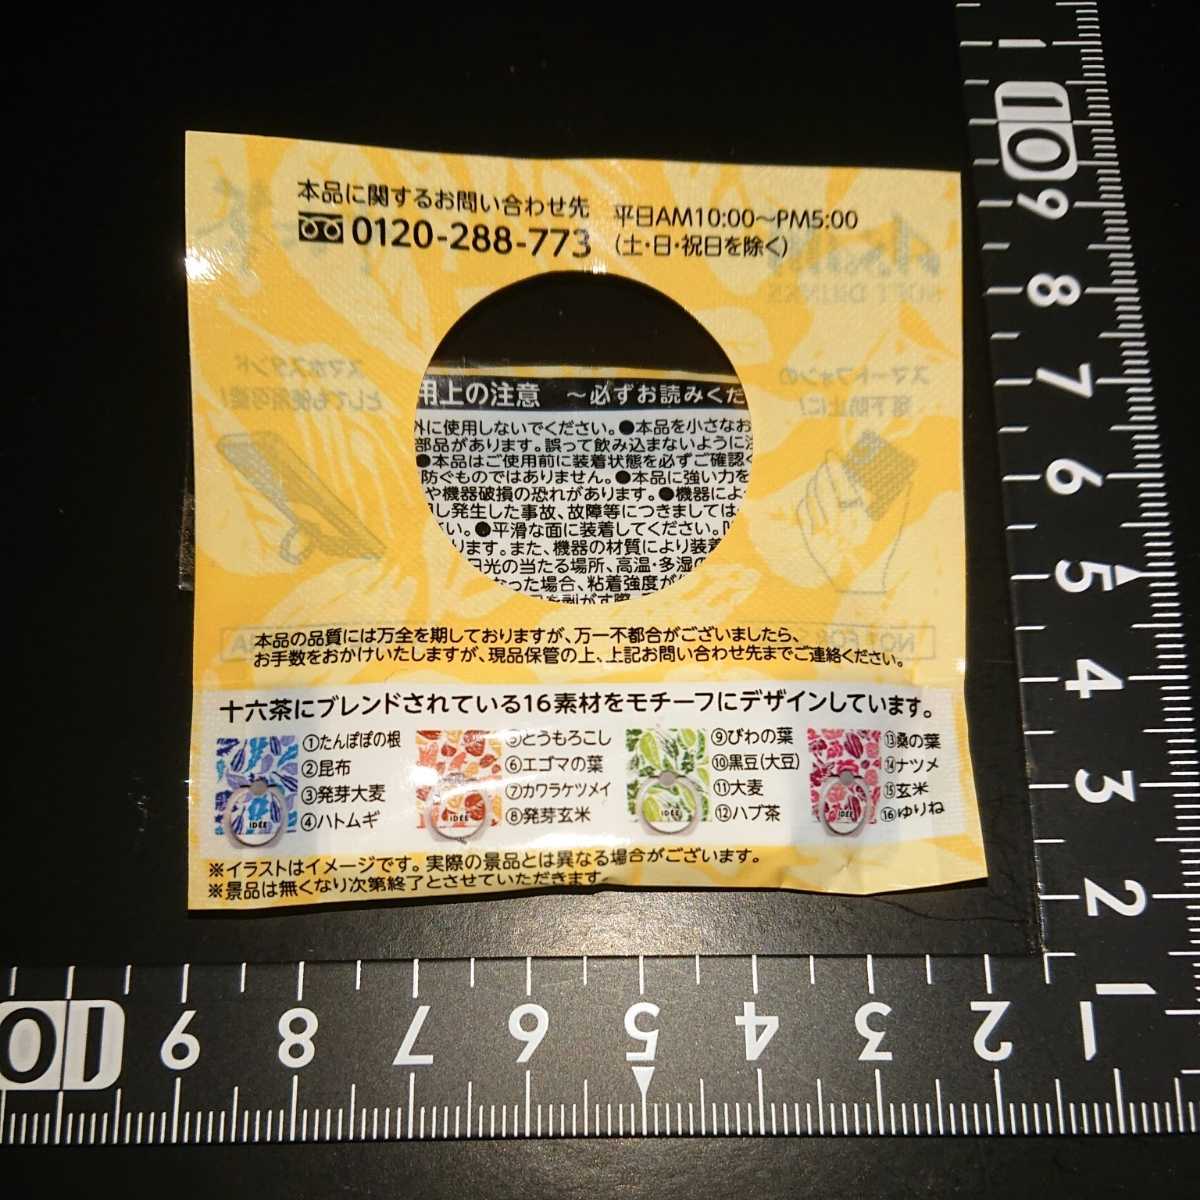 本品に関するお問い合わせ先
0120-288-773
平日AM10:00〜PM5:00
(土・日・祝日を除く)
用上の注意 〜必ずお読みくだ
外に使用しないでください。●本品を小さなお
部品があります。誤って飲み込まないように注
●本品はご使用前に装着状態を必ずご確認く
防ぐものではありません。●本品に強い力を
や機器破損の恐れがあります。●機器によ
し発生した事故、故障等につきましては
い。●平滑な面に装着してください。
ります。また、機器の材質により装着
日光の当たる場所、高温・多湿の
なった場合、粘着強度が
を剥がす際
本品の品質には万全を期しておりますが、万一不都合がございましたら、
お手数をおかけいたしますが、現品保管の上、上記お問い合わせ先までご連絡ください。
十六茶にブレンドされている16素材をモチーフにデザインしています。
①たんぽぽの根
②昆布
③発芽大麦
④ハトムギ
⑤とうもろこし
⑥エゴマの葉
⑦カワラケツメイ
⑧発芽玄米
⑨びわの葉
⑩黒豆(大豆)
⑪大麦
⑫ハブ茶
⑬桑の葉
⑭ナツメ
⑮玄米
⑯ゆりね
IDÉE
IDÉE
IDÉE
IDÉE
※イラストはイメージです。実際の景品とは異なる場合がございます。
※景品は無くなり次第終了とさせていただきます。
1
10
9
8
7
6
5
4
3
2
1
10
9
8
7
6
5
4
3
2
1